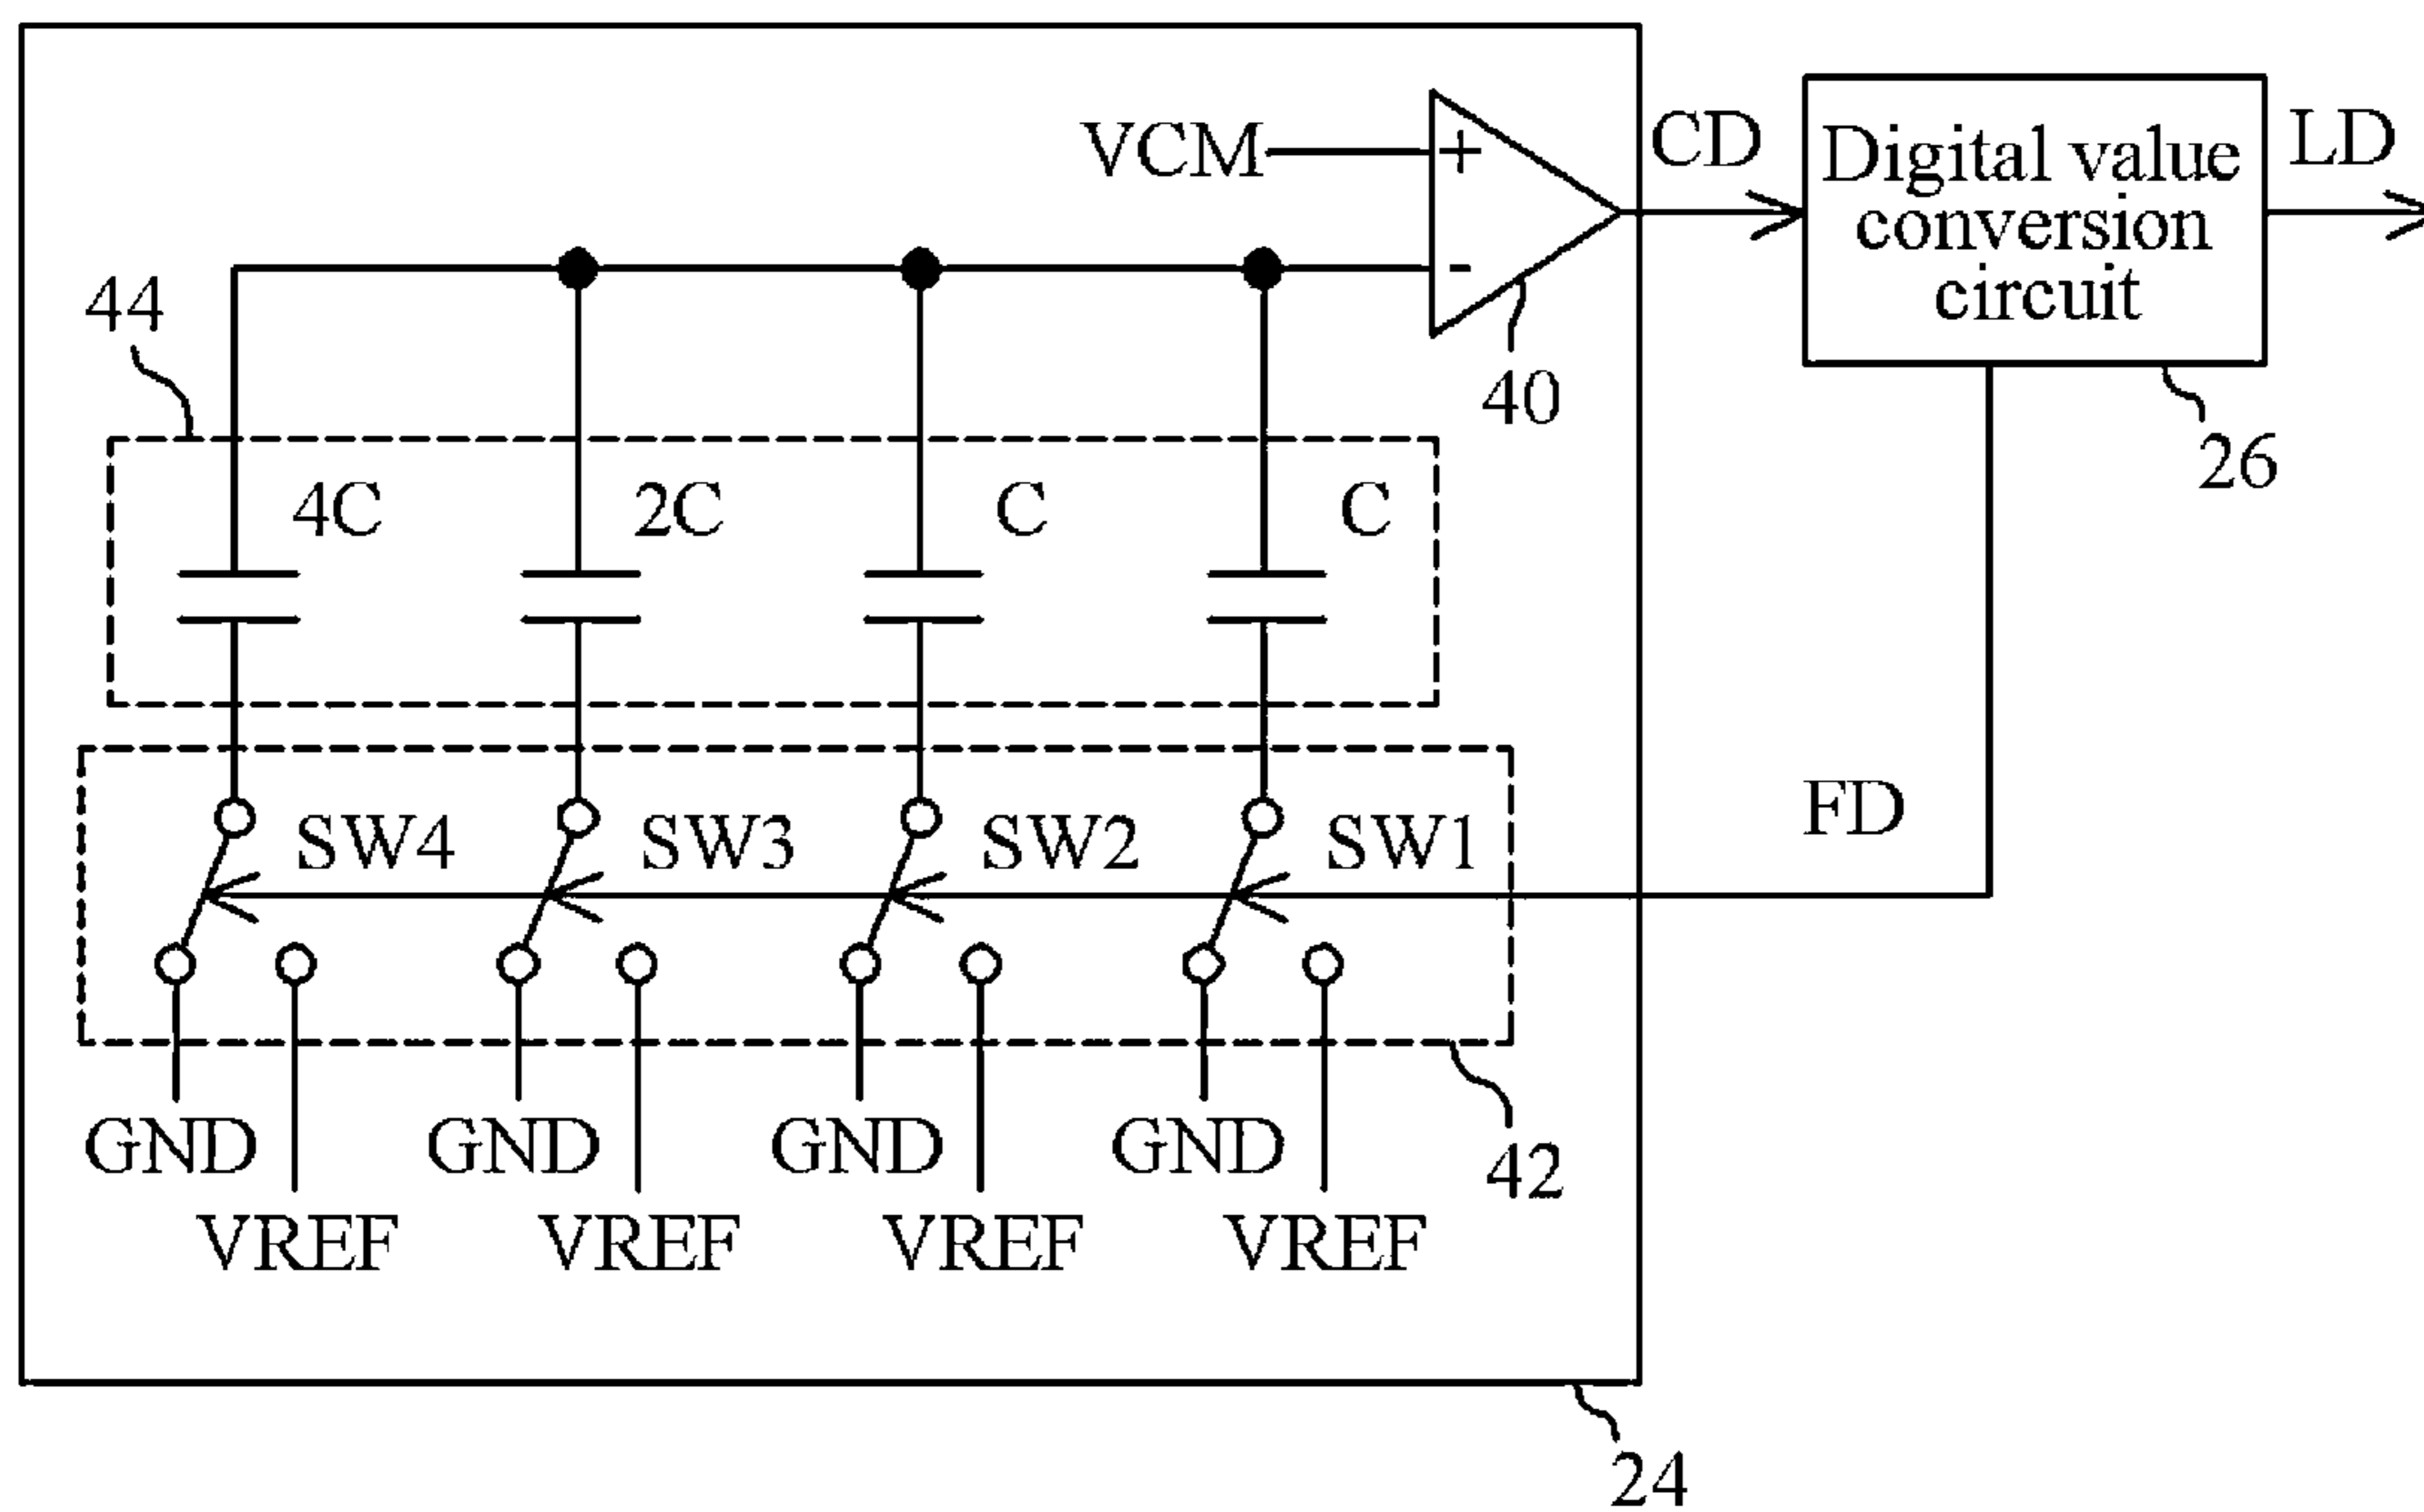 VCM
+
-
CD
Digital value
conversion
circuit
LD
44
40
26
4C
2C
C
C
SW4
SW3
SW2
SW1
FD
GND
GND
GND
GND
42
VREF
VREF
VREF
VREF
24